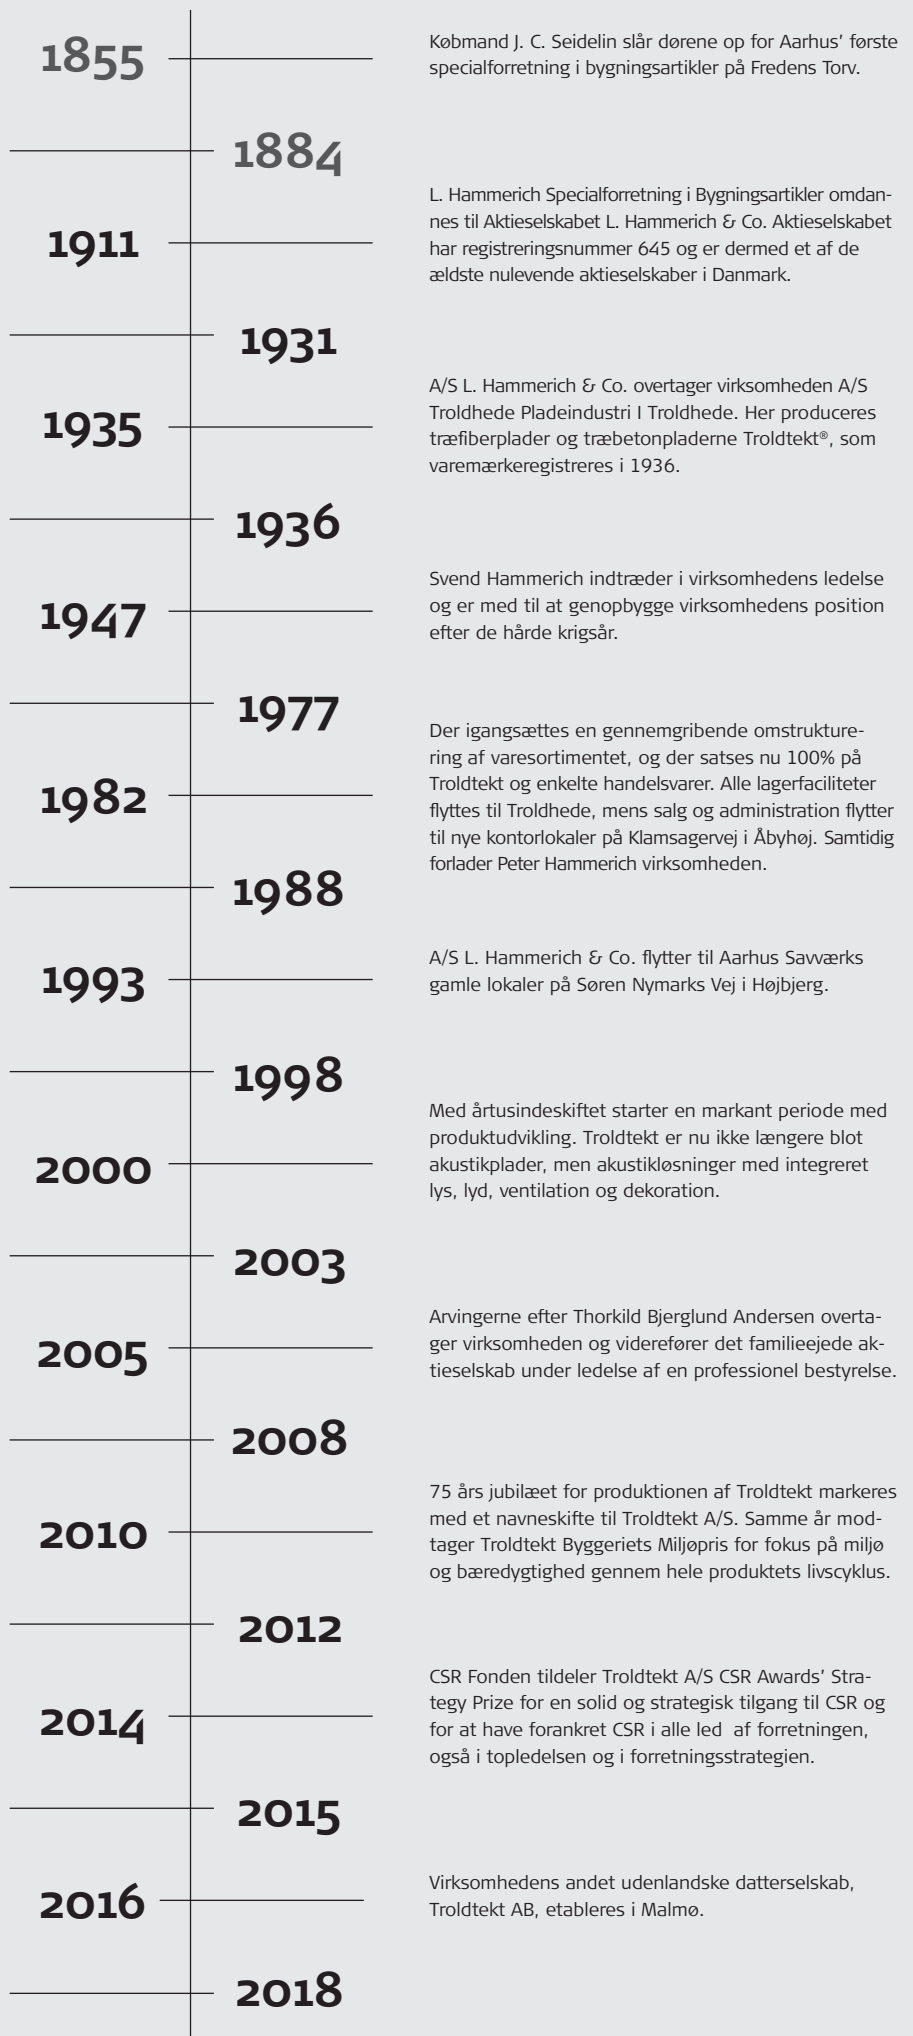 1855
Købmand J. C. Seidelin slår dørene op for Aarhus’ første
specialforretning i bygningsartikler på Fredens Torv.
1884
1911
L. Hammerich Specialforretning i Bygningsartikler omdan-
nes til Aktieselskabet L. Hammerich & Co. Aktieselskabet
har registreringsnummer 645 og er dermed et af de
ældste nulevende aktieselskaber i Danmark.
1931
1935
A/S L. Hammerich & Co. overtager virksomheden A/S
Troldhede Pladeindustri I Troldhede. Her produceres
træfiberplader og træbetonpladerne Troldtekt®, som
varemærkeregistreres i 1936.
1936
1947
Svend Hammerich indtræder i virksomhedens ledelse
og er med til at genopbygge virksomhedens position
efter de hårde krigsår.
1977
1982
Der igangsættes en gennemgribende omstrukture-
ring af varesortimentet, og der satses nu 100% på
Troldtekt og enkelte handelsvarer. Alle lagerfaciliteter
flyttes til Troldhede, mens salg og administration flytter
til nye kontorlokaler på Klamsagervej i Åbyhøj. Samtidig
forlader Peter Hammerich virksomheden.
1988
1993
A/S L. Hammerich & Co. flytter til Aarhus Savværks
gamle lokaler på Søren Nymarks Vej i Højbjerg.
1998
2000
Med årtusindeskiftet starter en markant periode med
produktudvikling. Troldtekt er nu ikke længere blot
akustikplader, men akustikløsninger med integreret
lys, lyd, ventilation og dekoration.
2003
2005
Arvingerne efter Thorkild Bjerglund Andersen overta-
ger virksomheden og viderefører det familieejede ak-
tieselskab under ledelse af en professionel bestyrelse.
2008
2010
75 års jubilæet for produktionen af Troldtekt markeres
med et navneskifte til Troldtekt A/S. Samme år mod-
tager Troldtekt Byggeriets Miljøpris for fokus på miljø
og bæredygtighed gennem hele produktets livscyklus.
2012
2014
CSR Fonden tildeler Troldtekt A/S CSR Awards’ Stra-
tegy Prize for en solid og strategisk tilgang til CSR og
for at have forankret CSR i alle led af forretningen,
også i topledelsen og i forretningsstrategien.
2015
2016
Virksomhedens andet udenlandske datterselskab,
Troldtekt AB, etableres i Malmø.
2018